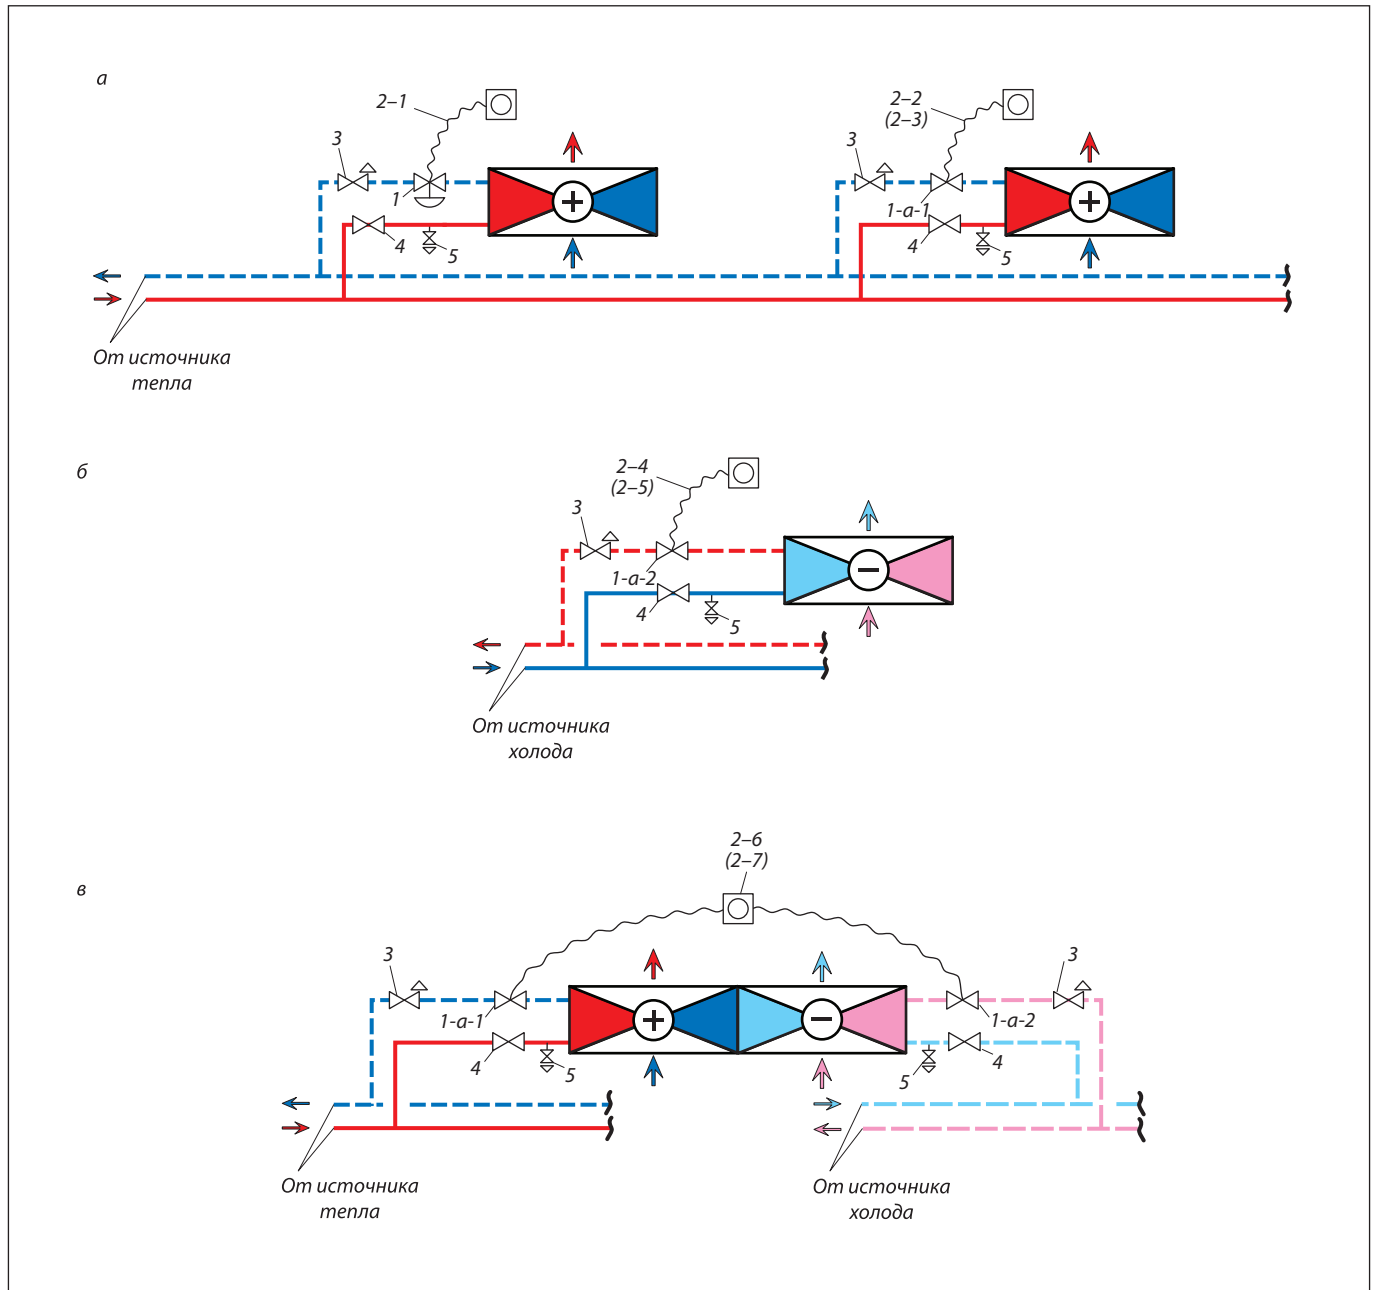 а
2–1
3
1
4
5
2–2
(2–3)
3
1-а-1
4
5
От источника
тепла
б
2–4
(2–5)
3
1-а-2
4
5
От источника
холода
в
2–6
(2–7)
3
3
1-а-1
1-а-2
4
5
5
4
От источника
тепла
От источника
холода